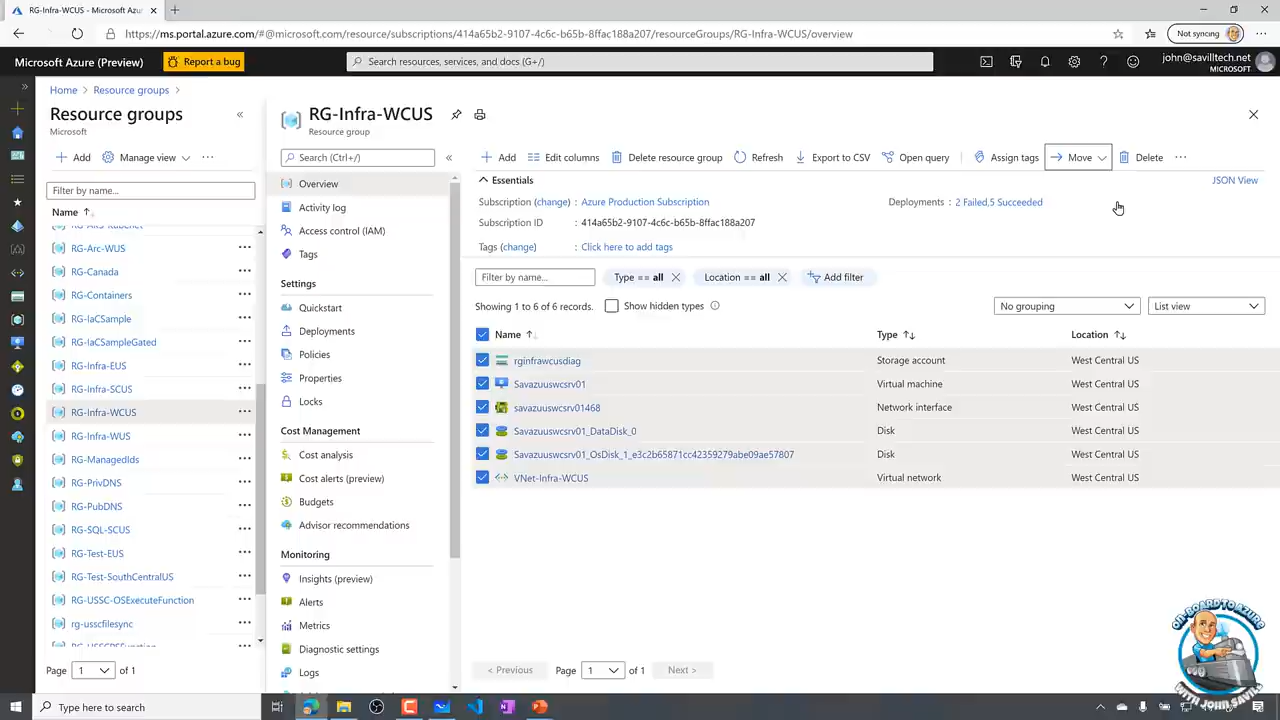 RG-Infra-WCUS - Microsoft Azu
https://ms.portal.azure.com/#@microsoft.com/resource/subscriptions/414a65b2-9107-4c6c-b65b-8ffac188a207/resourceGroups/RG-Infra-WCUS/overview
Not syncing
Microsoft Azure (Preview)
Report a bug
Search resources, services, and docs (G+/)
john@savilltech.net
MICROSOFT
Home > Resource groups >
Resource groups
Microsoft
Add
Manage view
Filter by name...
Name
RG-Arc-WUS
RG-Canada
RG-Containers
RG-IaCSample
RG-IaCSampleGated
RG-Infra-EUS
RG-Infra-SCUS
RG-Infra-WCUS
RG-Infra-WUS
RG-ManagedIds
RG-PrivDNS
RG-PubDNS
RG-SQL-SCUS
RG-Test-EUS
RG-Test-SouthCentralUS
RG-USSC-OSExecuteFunction
rg-usscfilesync
Page 1 of 1
RG-Infra-WCUS
Resource group
Search (Ctrl+/)
Overview
Activity log
Access control (IAM)
Tags
Settings
Quickstart
Deployments
Policies
Properties
Locks
Cost Management
Cost analysis
Cost alerts (preview)
Budgets
Advisor recommendations
Monitoring
Insights (preview)
Alerts
Metrics
Diagnostic settings
Logs
Add Edit columns Delete resource group Refresh Export to CSV Open query Assign tags Move Delete
Essentials
JSON View
Subscription (change) : Azure Production Subscription
Deployments : 2 Failed,5 Succeeded
Subscription ID : 414a65b2-9107-4c6c-b65b-8ffac188a207
Tags (change) : Click here to add tags
Filter by name... Type == all Location == all Add filter
Showing 1 to 6 of 6 records. Show hidden types
No grouping
List view
Name Type Location
rginfrawcusdiag Storage account West Central US
Savazuuswcsrv01 Virtual machine West Central US
savazuuswcsrv01468 Network interface West Central US
Savazuuswcsrv01_DataDisk_0 Disk West Central US
Savazuuswcsrv01_OsDisk_1_e3c2b65871cc42359279abe09ae57807 Disk West Central US
VNet-Infra-WCUS Virtual network West Central US
< Previous Page 1 of 1 Next >
ON-BOARD TO AZURE
WITH JOHN SAVILL
Type here to search